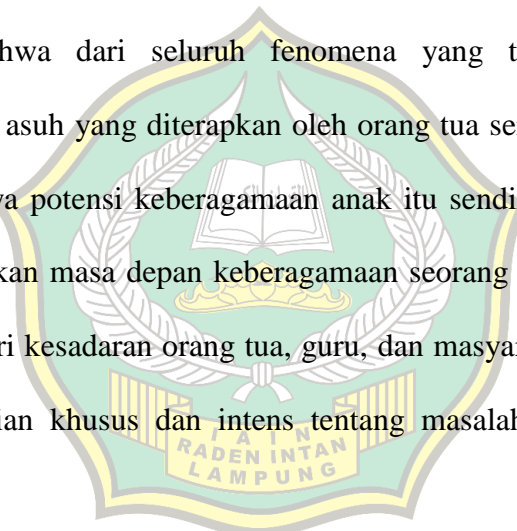 hwa dari seluruh fenomena yang t
asuh yang diterapkan oleh orang tua se
a potensi keberagamaan anak itu sendi
kan masa depan keberagamaan seorang
ri kesadaran orang tua, guru, dan masya
ian khusus dan intens tentang masalah
I A I N
RADEN INTAN
LAMPUNG